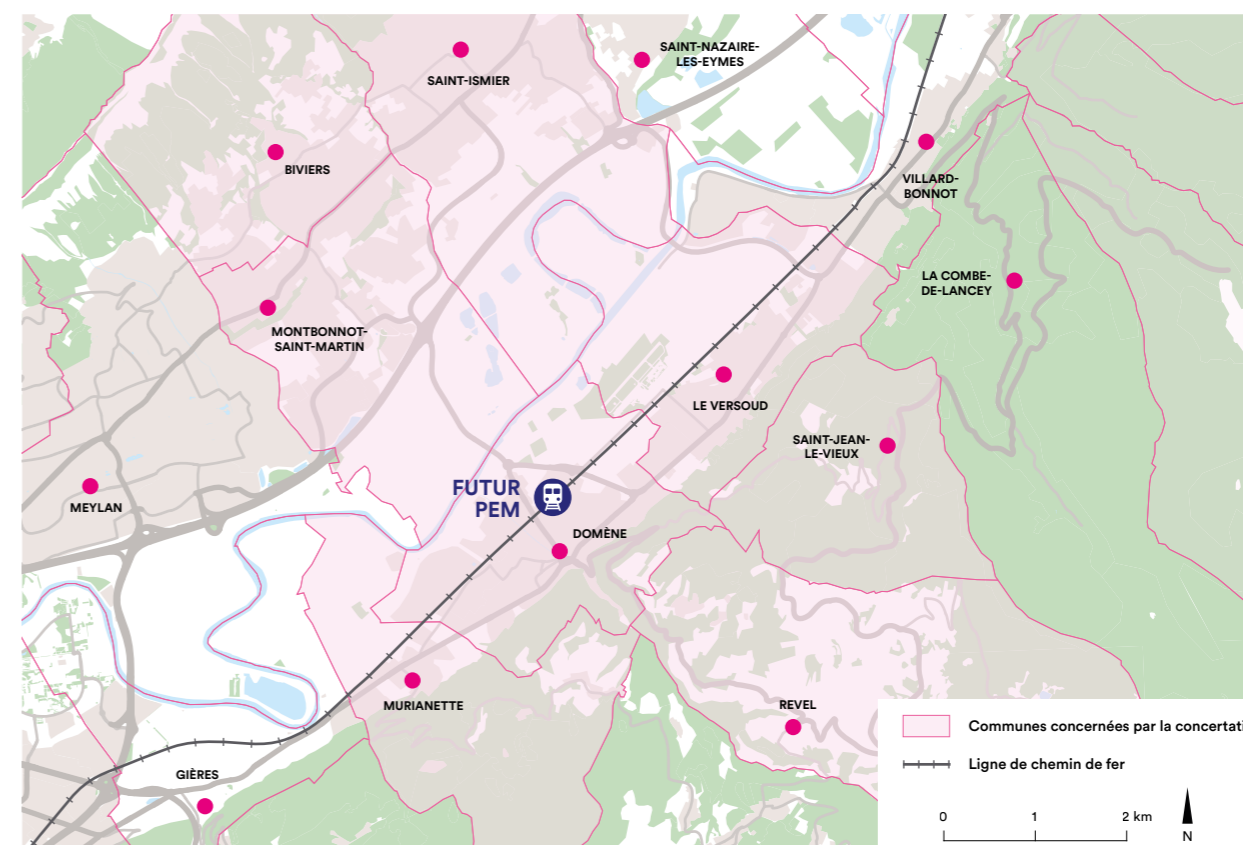 SAINT-NAZAIRE-
LES-EYMES
SAINT-ISMIER
BIVIERS
VILLARD-
BONNOT
LA COMBE-
DE-LANCEY
MONTBONNOT-
SAINT-MARTIN
LE VERSOUD
SAINT-JEAN-
LE-VIEUX
MEYLAN
FUTUR
PEM
DOMÈNE
MURIANETTE
REVEL
GIÈRES
Communes concernées par la concertati
Ligne de chemin de fer
0 1 2 km
N